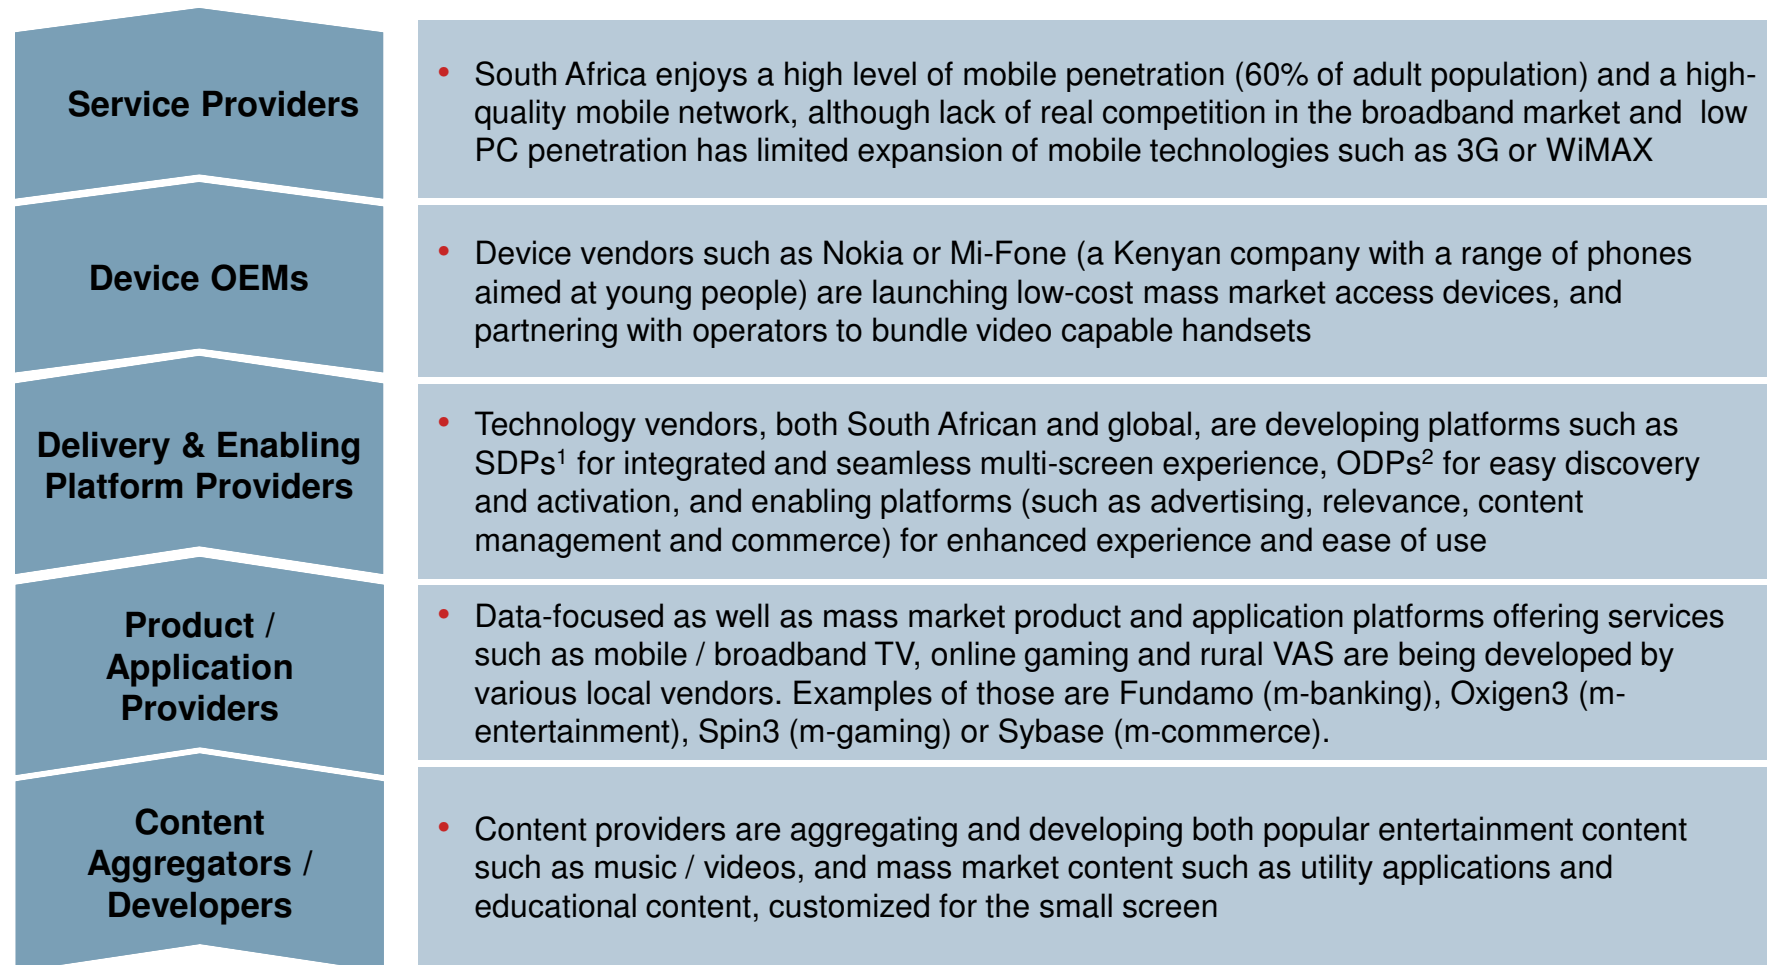 Service Providers
• South Africa enjoys a high level of mobile penetration (60% of adult population) and a high-
quality mobile network, although lack of real competition in the broadband market and  low
PC penetration has limited expansion of mobile technologies such as 3G or WiMAX
Device OEMs
• Device vendors such as Nokia or Mi-Fone (a Kenyan company with a range of phones
aimed at young people) are launching low-cost mass market access devices, and
partnering with operators to bundle video capable handsets
Delivery & Enabling
Platform Providers
• Technology vendors, both South African and global, are developing platforms such as
SDPs¹ for integrated and seamless multi-screen experience, ODPs² for easy discovery
and activation, and enabling platforms (such as advertising, relevance, content
management and commerce) for enhanced experience and ease of use
Product /
Application
Providers
• Data-focused as well as mass market product and application platforms offering services
such as mobile / broadband TV, online gaming and rural VAS are being developed by
various local vendors. Examples of those are Fundamo (m-banking), Oxigen3 (m-
entertainment), Spin3 (m-gaming) or Sybase (m-commerce).
Content
Aggregators /
Developers
• Content providers are aggregating and developing both popular entertainment content
such as music / videos, and mass market content such as utility applications and
educational content, customized for the small screen